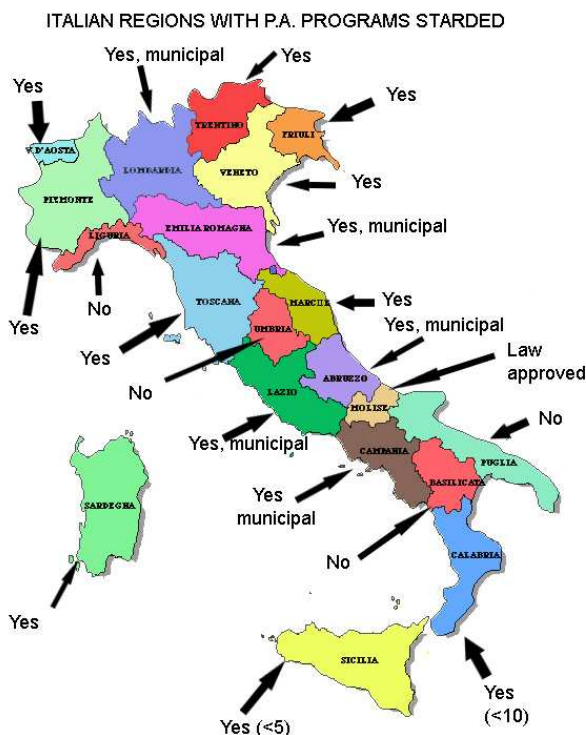 ITALIAN REGIONS WITH P.A. PROGRAMS STARDED
Yes, municipal
Yes
Yes
Yes
TRENTINO
FRIULI
V.D'AOSTA
LOMBARDIA
VENETO
Yes
PIEMONTE
EMILIA ROMAGNA
Yes, municipal
LIGURIA
No
Yes
TOSCANA
MARCHE
Yes
UMBRIA
Yes, municipal
Yes
Law
approved
No
ABRUZZO
LAZIO
MOLISE
No
Yes, municipal
CAMPANIA
PUGLIA
BASILICATA
Yes
municipal
SARDEGNA
No
CALABRIA
Yes
SICILIA
Yes
(<10)
Yes (<5)